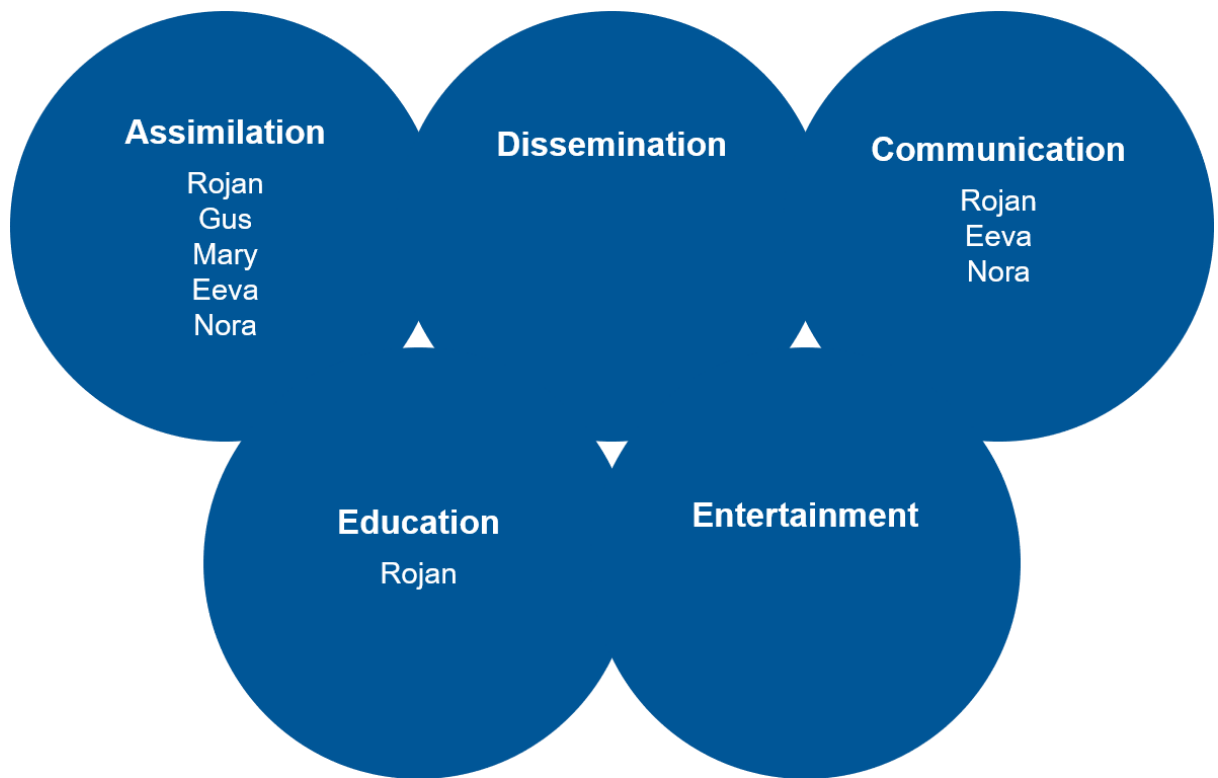 Assimilation
Rojan
Gus
Mary
Eeva
Nora
Dissemination
Communication
Rojan
Eeva
Nora
Education
Rojan
Entertainment